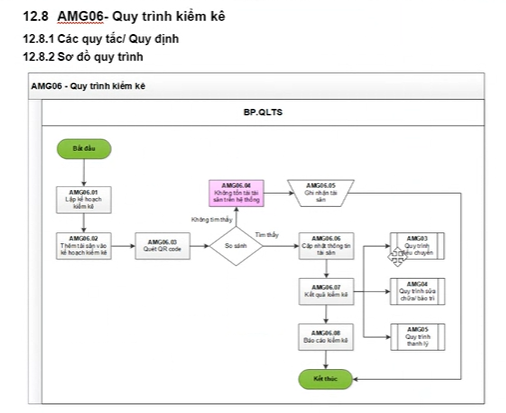 12.8 AMG06- Quy trình kiểm kê
12.8.1 Các quy tắc/ Quy định
12.8.2 Sơ đồ quy trình
AMG06 - Quy trình kiểm kê
BP.QLTS
Bắt đầu
AMG06.01
Lập kế hoạch
kiểm kê
AMG06.02
Thêm tài sản vào
kế hoạch kiểm kê
AMG06.03
Quét QR code
So sánh
Không tìm thấy
Tìm thấy
AMG06.04
Không tồn tại tài
sản trên hệ thống
AMG06.05
Ghi nhận tài
sản
AMG06.06
Cập nhật thông tin
tài sản
AMG06.07
Kết quả kiểm kê
AMG06.08
Báo cáo kiểm kê
Kết thúc
AMG03
Quy trình
chuyển
AMG04
Quy trình sửa
chữa/ bảo trì
AMG05
Quy trình
thanh lý